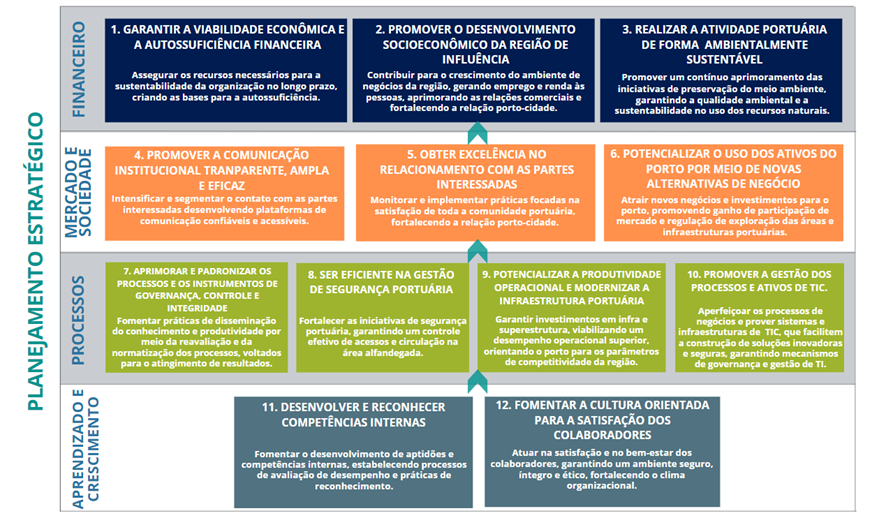 PLANEJAMENTO ESTRATÉGICO
FINANCEIRO
1. GARANTIR A VIABILIDADE ECONÔMICA E
A AUTOSSUFICIÊNCIA FINANCEIRA
Assegurar os recursos necessários para a
sustentabilidade da organização no longo prazo,
criando as bases para a autossuficiência.
2. PROMOVER O DESENVOLVIMENTO
SOCIOECONÔMICO DA REGIÃO DE
INFLUÊNCIA
Contribuir para o crescimento do ambiente de
negócios da região, gerando emprego e renda às
pessoas, aprimorando as relações comerciais e
fortalecendo a relação porto-cidade.
3. REALIZAR A ATIVIDADE PORTUÁRIA
DE FORMA AMBIENTALMENTE
SUSTENTÁVEL
Promover um contínuo aprimoramento das
iniciativas de preservação do meio ambiente,
garantindo a qualidade ambiental e a
sustentabilidade no uso dos recursos naturais.
MERCADO E
SOCIEDADE
4. PROMOVER A COMUNICAÇÃO
INSTITUCIONAL TRANPARENTE, AMPLA
E EFICAZ
Intensificar e segmentar o contato com as partes
interessadas desenvolvendo plataformas de
comunicação confiáveis e acessíveis.
5. OBTER EXCELÊNCIA NO
RELACIONAMENTO COM AS PARTES
INTERESSADAS
Monitorar e implementar práticas focadas na
satisfação de toda a comunidade portuária,
fortalecendo a relação porto-cidade.
6. POTENCIALIZAR O USO DOS ATIVOS DO
PORTO POR MEIO DE NOVAS
ALTERNATIVAS DE NEGÓCIO
Atrair novos negócios e investimentos para o
porto, promovendo ganho de participação de
mercado e regulação de exploração das áreas e
infraestruturas portuárias.
PROCESSOS
7. APRIMORAR E PADRONIZAR OS
PROCESSOS E OS INSTRUMENTOS DE
GOVERNANÇA, CONTROLE E
INTEGRIDADE
Fomentar práticas de disseminação
do conhecimento e produtividade por
meio da reavaliação e da
normatização dos processos, voltados
para o atingimento de resultados.
8. SER EFICIENTE NA GESTÃO
DE SEGURANÇA PORTUÁRIA
Fortalecer as iniciativas de segurança
portuária, garantindo um controle
efetivo de acessos e circulação na
área alfandegada.
9. POTENCIALIZAR A PRODUTIVIDADE
OPERACIONAL E MODERNIZAR A
INFRAESTRUTURA PORTUÁRIA
Garantir investimentos em infra e
superestrutura, viabilizando um
desempenho operacional superior,
orientando o porto para os parâmetros
de competitividade da região.
10. PROMOVER A GESTÃO DOS
PROCESSOS E ATIVOS DE TIC.
Aperfeiçoar os processos de
negócios e prover sistemas e
infraestruturas de TIC, que facilitem
a construção de soluções inovadoras
e seguras, garantindo mecanismos
de governança e gestão de TI.
APRENDIZADO E
CRESCIMENTO
11. DESENVOLVER E RECONHECER
COMPETÊNCIAS INTERNAS
Fomentar o desenvolvimento de aptidões e
competências internas, estabelecendo processos
de avaliação de desempenho e práticas de
reconhecimento.
12. FOMENTAR A CULTURA ORIENTADA
PARA A SATISFAÇÃO DOS
COLABORADORES
Atuar na satisfação e no bem-estar dos
colaboradores, garantindo um ambiente seguro,
íntegro e ético, fortalecendo o clima
organizacional.